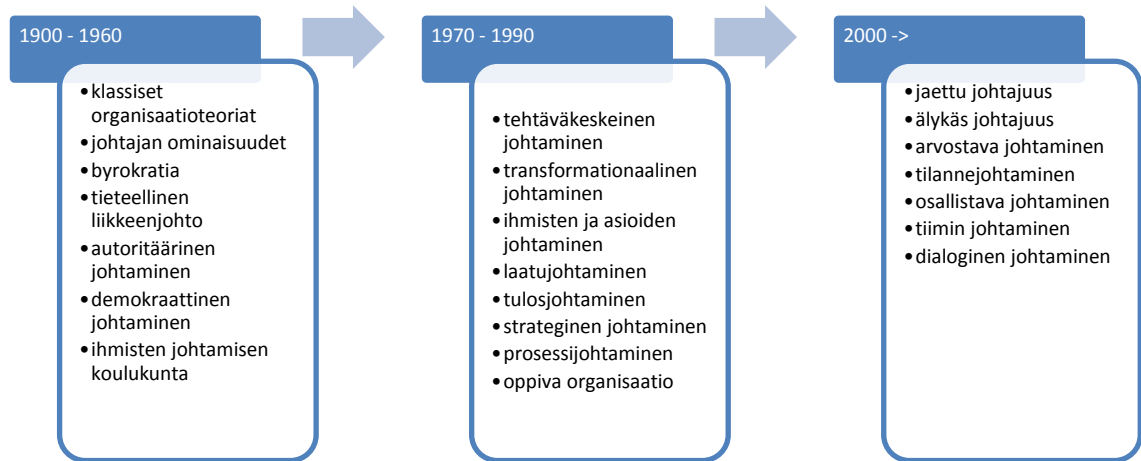 1900 - 1960
•klassiset
organisaatioteoriat
•johtajan ominaisuudet
•byrokratia
•tieteellinen
liikkeenjohto
•autoritäärinen
johtaminen
•demokraattinen
johtaminen
•ihmisten johtamisen
koulukunta
1970 - 1990
•tehtäväkeskeinen
johtaminen
•transformationaalinen
johtaminen
•ihmisten ja asioiden
johtaminen
•laatujohtaminen
•tulosjohtaminen
•strateginen johtaminen
•prosessijohtaminen
•oppiva organisaatio
2000 ->
•jaettu johtajuus
•älykäs johtajuus
•arvostava johtaminen
•tilannejohtaminen
•osallistava johtaminen
•tiimin johtaminen
•dialoginen johtaminen